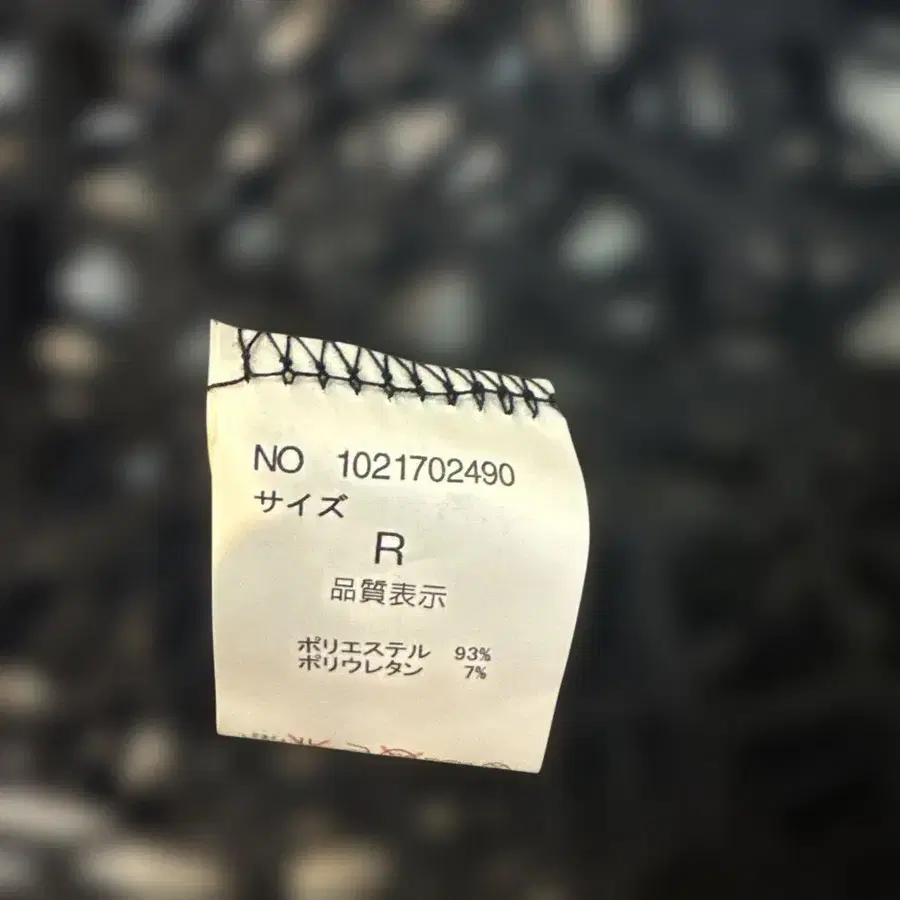 NO 1021702490
サイズ
R
品質表示
ポリエステル 93%
ポリウレタン 7%